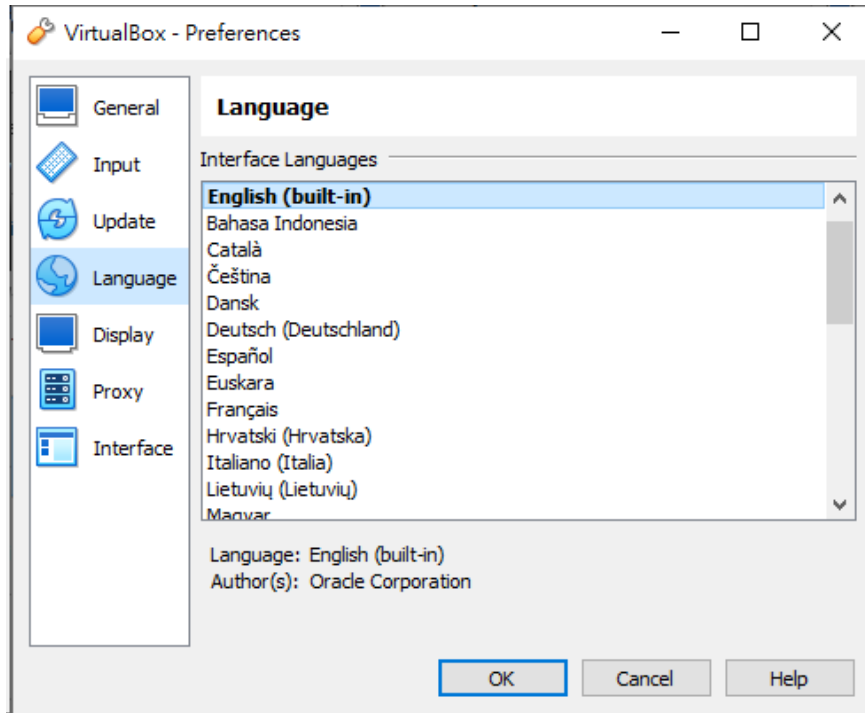 VirtualBox - Preferences
General
Input
Update
Language
Display
Proxy
Interface
Language
Interface Languages
English (built-in)
Bahasa Indonesia
Català
Čeština
Dansk
Deutsch (Deutschland)
Español
Euskara
Français
Hrvatski (Hrvatska)
Italiano (Italia)
Lietuvių (Lietuvių)
Magyar
Language: English (built-in)
Author(s): Oracle Corporation
OK
Cancel
Help